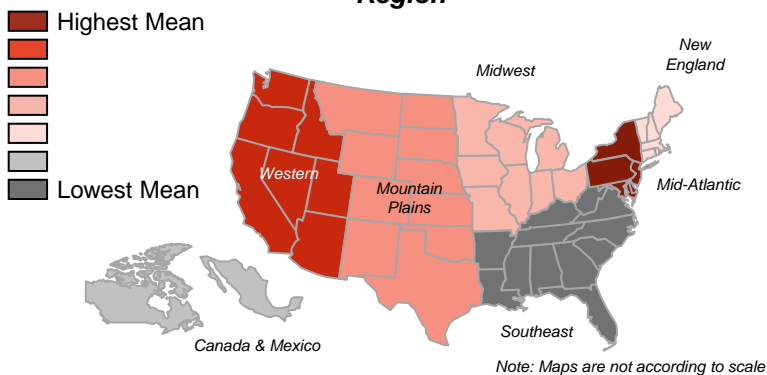 Region
Highest Mean
Lowest Mean
New
England
Midwest
Western
Mountain
Plains
Mid-Atlantic
Southeast
Canada & Mexico
Note: Maps are not according to scale